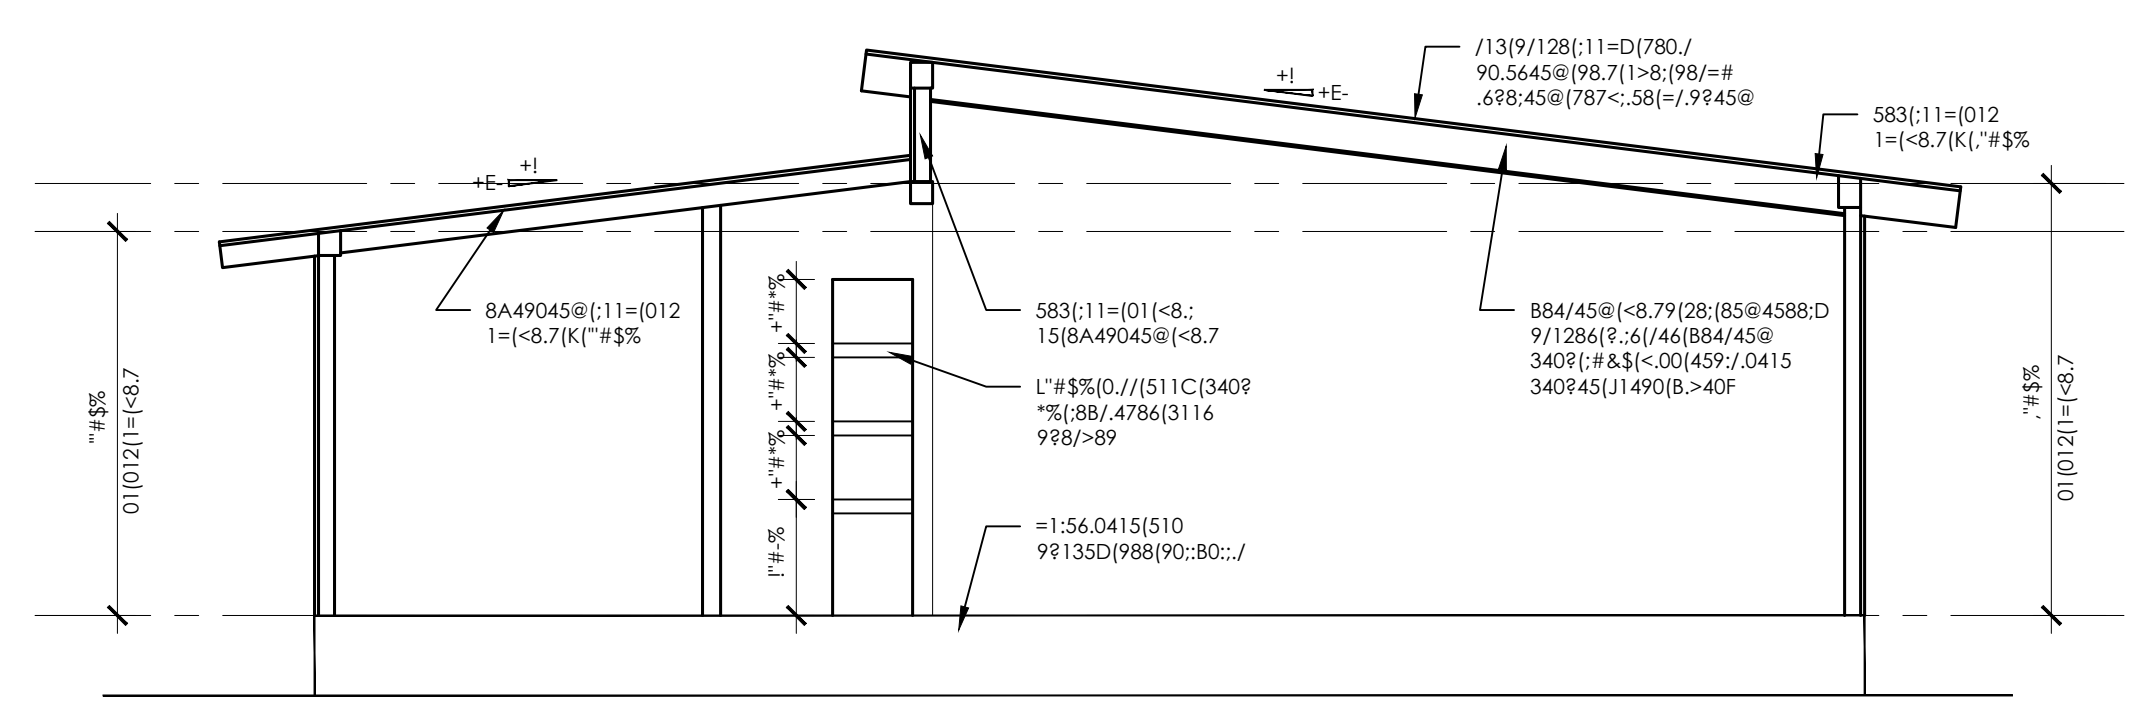 /13(9/128(;11=D(780./
90.5645@(98.7(1>8;(98/=#
.6?8;45@(787<;.58(=/.9?45@
+!
+E-
583(;11=(012
1=(<8.7(K(,"#$%
+!
+E-
8A49045@(;11=(012
1=(<8.7(K("'#$%
583(;11=(01(<8.;
15(8A49045@(<8.7
B84/45@(<8.79(28;(85@4588;D
9/1286(?.;6(/46(B84/45@
340?(;#&$(<.00(459:/.0415
340?45(J1490(B.>40F
L"#$%(0.//(511C(340?
*%(;8B/.4786(3116
9?8/>89
=1:56.0415(510
9?135D(988(90;:B0:;./
"'#$%
01(012(1=(<8.7
+,"#*%
+,"#*%
+,"#*%
!"#-%
,"#$%
01(012(1=(<8.7